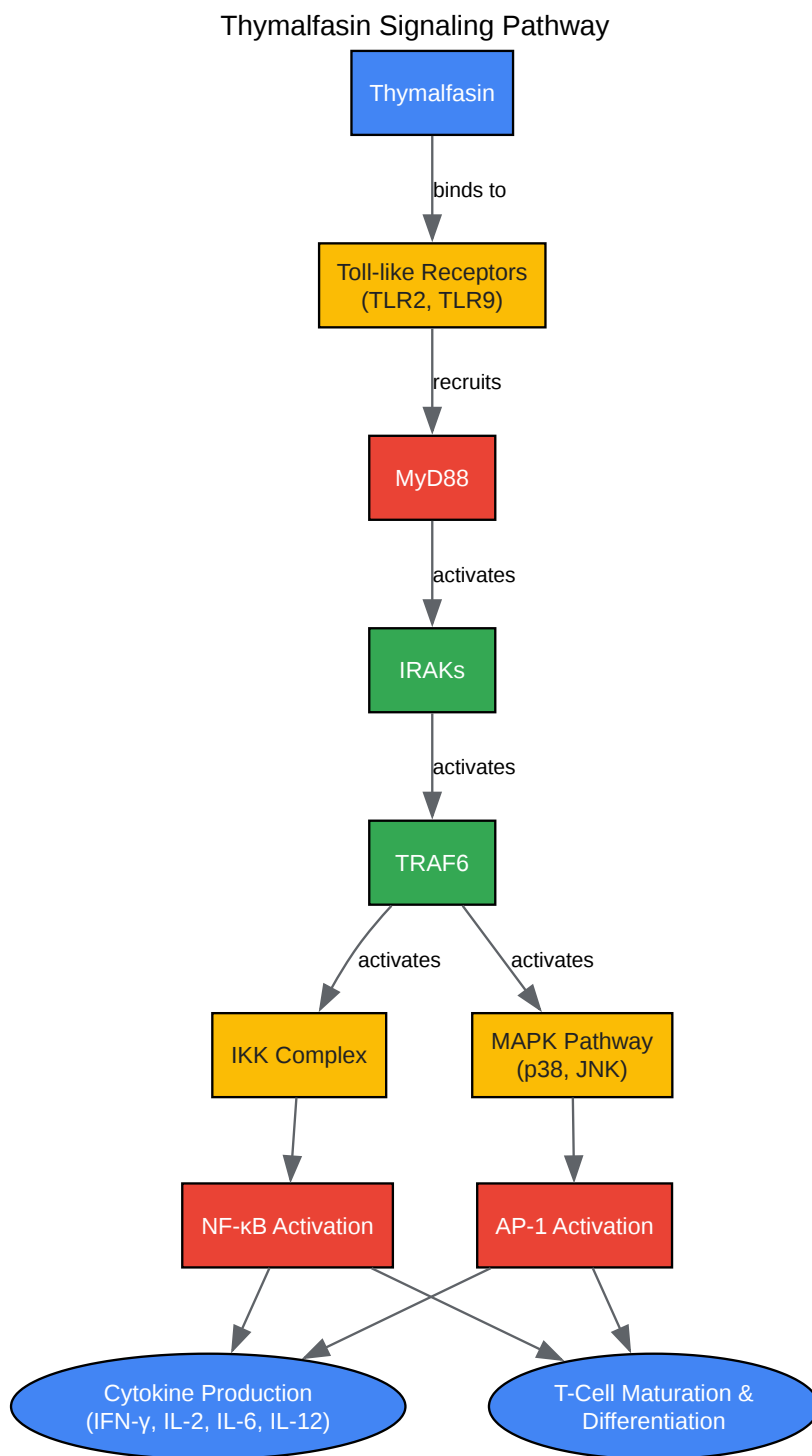 Thymalfasin Signaling Pathway
Thymalfasin
binds to
Toll-like Receptors
(TLR2, TLR9)
recruits
MyD88
activates
IRAKs
activates
TRAF6
activates
activates
IKK Complex
MAPK Pathway
(p38, JNK)
NF-κB Activation
AP-1 Activation
Cytokine Production
(IFN-γ, IL-2, IL-6, IL-12)
T-Cell Maturation &
Differentiation